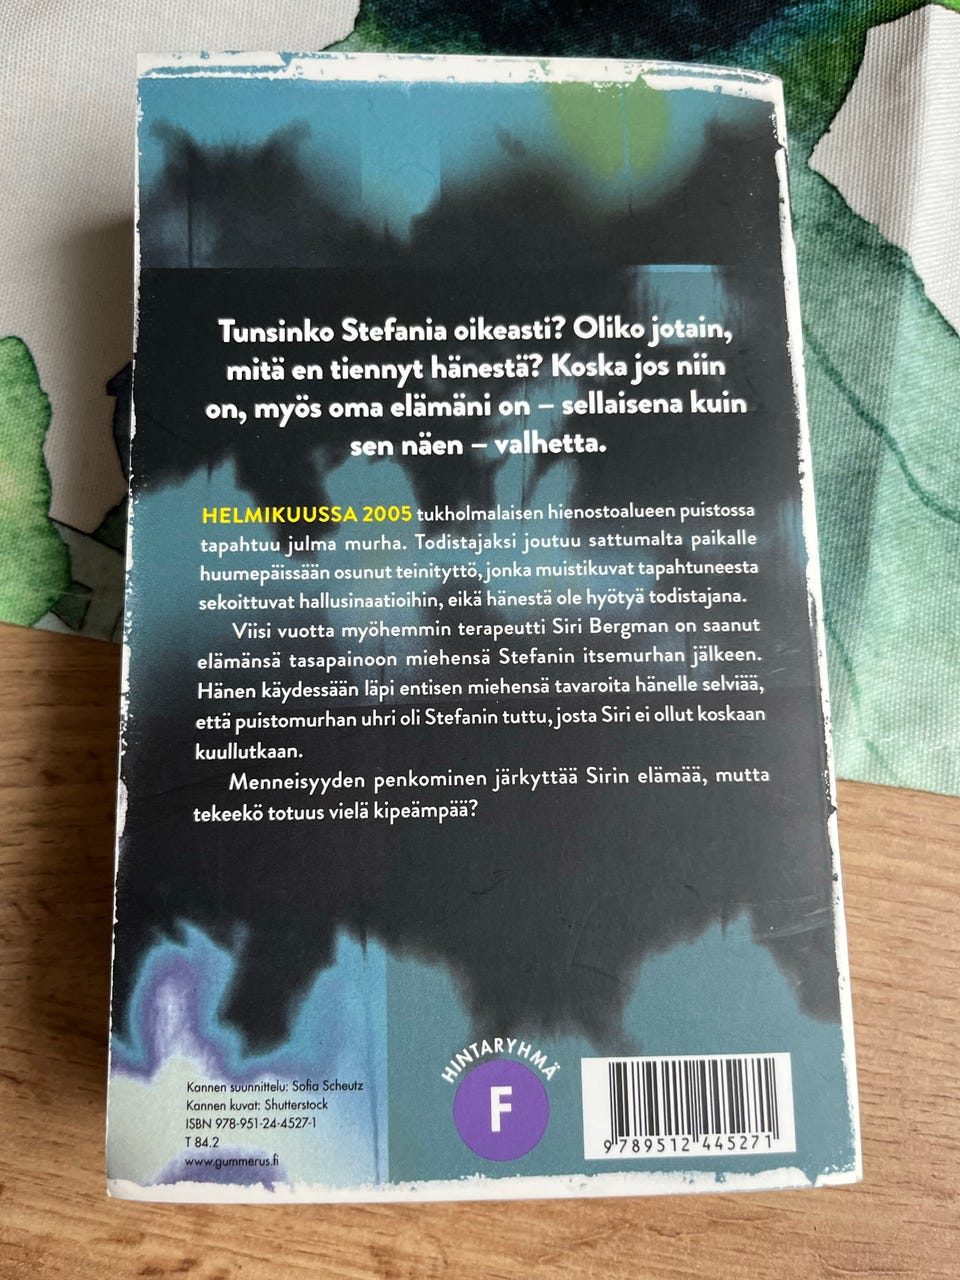 Tunsinko Stefania oikeasti? Oliko jotain,
mitä en tiennyt hänestä? Koska jos niin
on, myös oma elämäni on – sellaisena kuin
sen näen – valhetta.
HELMIKUUSSA 2005 tukholmalaisen hienostoalueen puistossa
tapahtuu julma murha. Todistajaksi joutuu sattumalta paikalle
huumepäissään osunut teinityttö, jonka muistikuvat tapahtuneesta
sekoittuvat hallusinaatioihin, eikä hänestä ole hyötyä todistajana.
Viisi vuotta myöhemmin terapeutti Siri Bergman on saanut
elämänsä tasapainoon miehensä Stefanin itsemurhan jälkeen.
Hänen käydessään läpi entisen miehensä tavaroita hänelle selviää,
että puistomurhan uhri oli Stefanin tuttu, josta Siri ei ollut koskaan
kuullutkaan.
Menneisyyden penkominen järkyttää Sirin elämää, mutta
tekeekö totuus vielä kipeämpää?
Kannen suunnittelu: Sofia Scheutz
Kannen kuvat: Shutterstock
ISBN 978-951-24-4527-1
T 84.2
www.gummerus.fi
HINTARYHMÄ
F
9 789512 445271